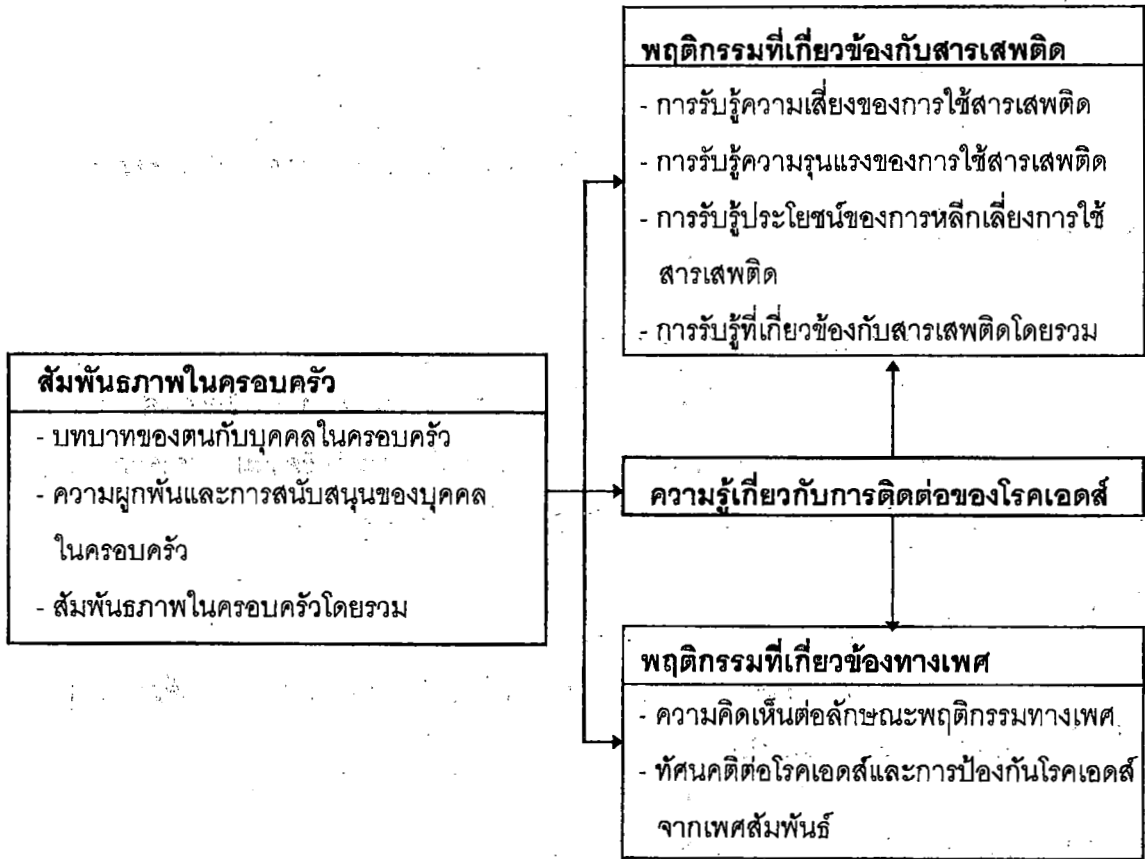 พฤติกรรมที่เกี่ยวข้องกับสารเสพติด
- การรับรู้ความเสี่ยงของการใช้สารเสพติด
- การรับรู้ความรุนแรงของการใช้สารเสพติด
- การรับรู้ประโยชน์ของการหลีกเลี่ยงการใช้
สารเสพติด
- การรับรู้ที่เกี่ยวข้องกับสารเสพติดโดยรวม
สัมพันธภาพในครอบครัว
- บทบาทของตนกับบุคคลในครอบครัว
- ความผูกพันและการสนับสนุนของบุคคล
ในครอบครัว
- สัมพันธภาพในครอบครัวโดยรวม
ความรู้เกี่ยวกับการติดต่อของโรคเอดส์
พฤติกรรมที่เกี่ยวข้องทางเพศ
- ความคิดเห็นต่อลักษณะพฤติกรรมทางเพศ
- ทัศนคติต่อโรคเอดส์และการป้องกันโรคเอดส์
จากเพศสัมพันธ์